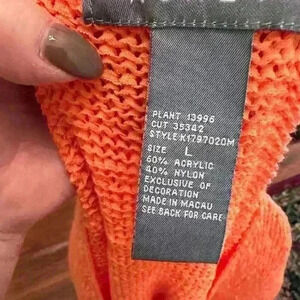 PLANT 13996
CUT 35342
STYLE:K1797020M
SIZE L
60% ACRYLIC
40% NYLON
EXCLUSIVE OF
DECORATION
MADE IN MACAU
SEE BACK FOR CARE